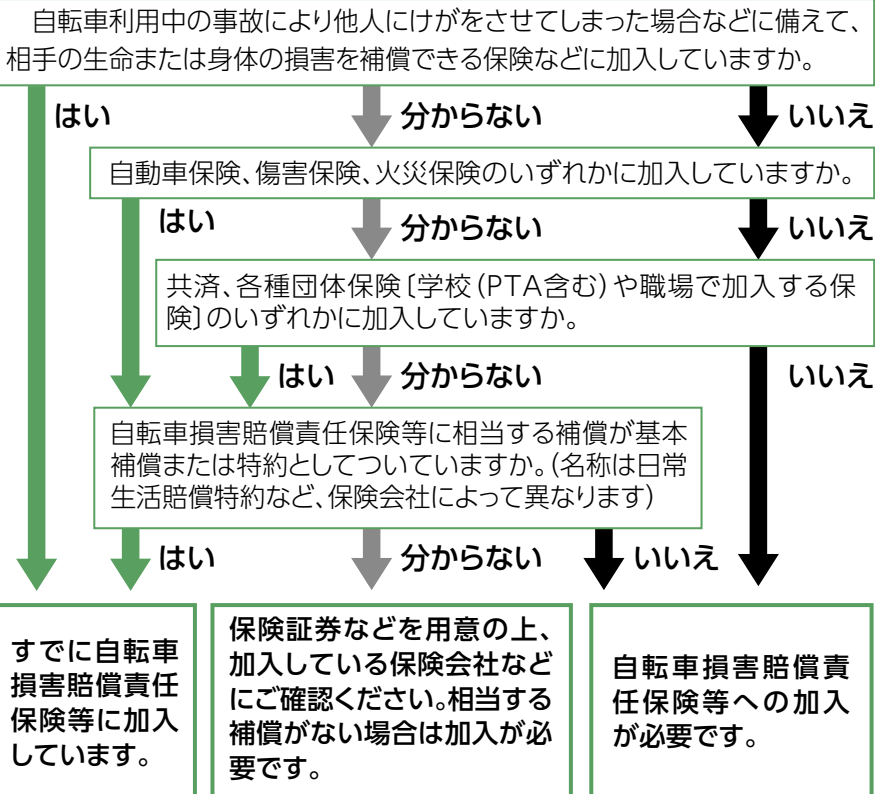 自転車利用中の事故により他人にけがをさせてしまった場合などに備えて、
相手の生命または身体の損害を補償できる保険などに加入していますか。
はい 分からない いいえ
自動車保険、傷害保険、火災保険のいずれかに加入していますか。
はい 分からない いいえ
共済、各種団体保険〔学校(PTA含む)や職場で加入する保
険〕のいずれかに加入していますか。
はい 分からない いいえ
自転車損害賠償責任保険等に相当する補償が基本
補償または特約としてついていますか。(名称は日常
生活賠償特約など、保険会社によって異なります)
はい 分からない いいえ
すでに自転車
損害賠償責任
保険等に加入
しています。
保険証券などを用意の上、
加入している保険会社など
にご確認ください。相当する
補償がない場合は加入が必
要です。
自転車損害賠償責
任保険等への加入
が必要です。